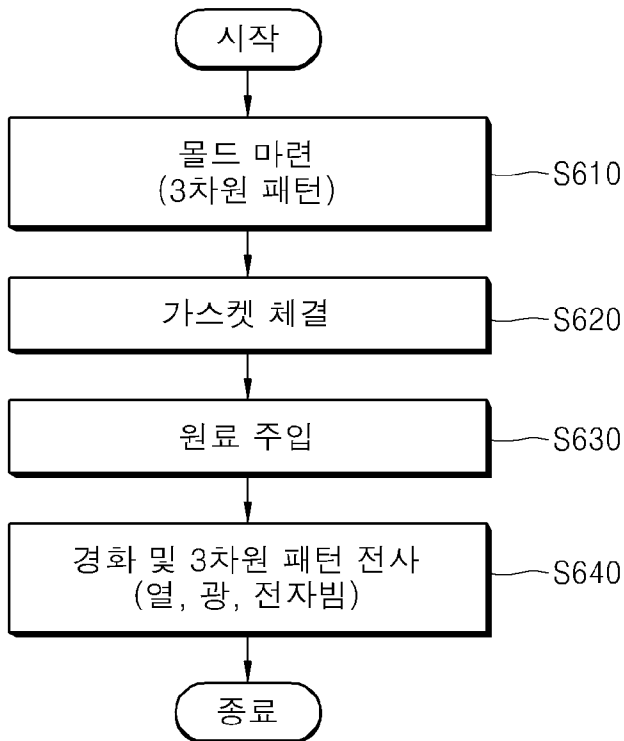 시작
몰드 마련
(3차원 패턴)
S610
가스켓 체결
S620
원료 주입
S630
경화 및 3차원 패턴 전사
(열, 광, 전자빔)
S640
종료